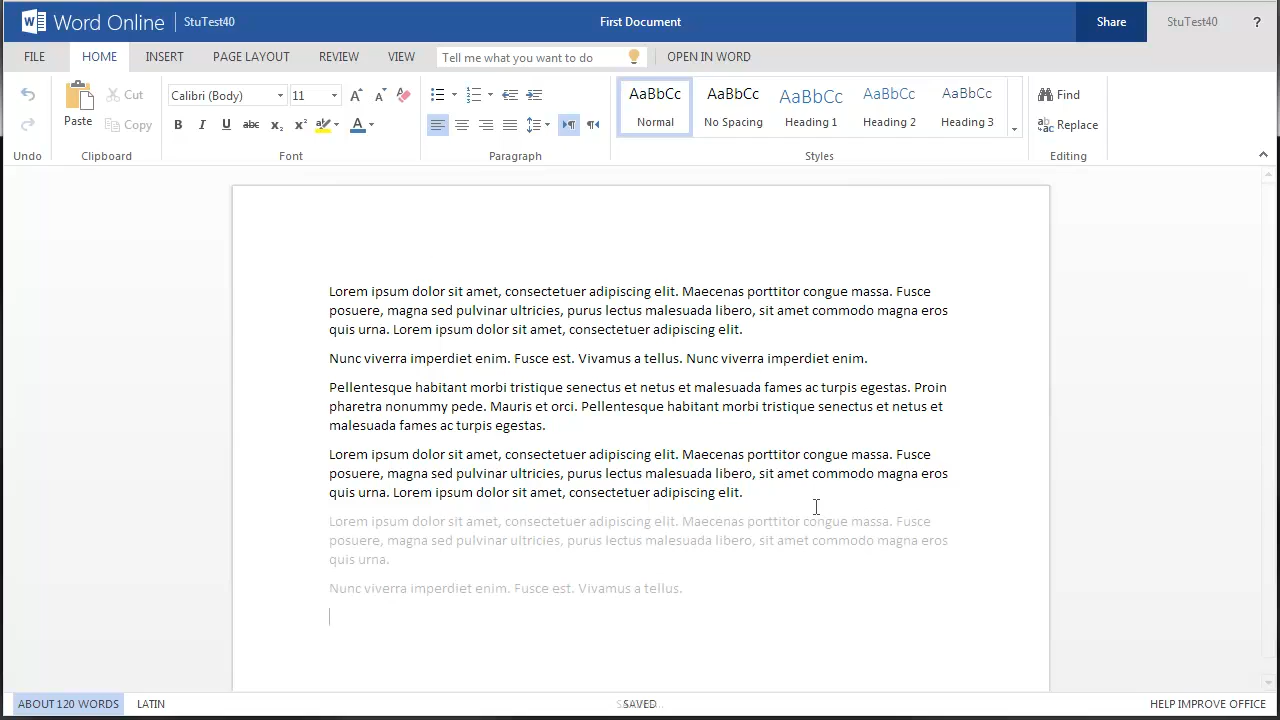 Word Online StuTest40 First Document Share StuTest40 ?
FILE HOME INSERT PAGE LAYOUT REVIEW VIEW Tell me what you want to do OPEN IN WORD
Paste Cut Copy
Calibri (Body) 11
B I U abc x₂ x² A
AaBbCc AaBbCc AaBbCc AaBbCc AaBbCc
Normal No Spacing Heading 1 Heading 2 Heading 3
Find
Replace
Undo Clipboard Font Paragraph Styles Editing
Lorem ipsum dolor sit amet, consectetuer adipiscing elit. Maecenas porttitor congue massa. Fusce
posuere, magna sed pulvinar ultricies, purus lectus malesuada libero, sit amet commodo magna eros
quis urna. Lorem ipsum dolor sit amet, consectetuer adipiscing elit.
Nunc viverra imperdiet enim. Fusce est. Vivamus a tellus. Nunc viverra imperdiet enim.
Pellentesque habitant morbi tristique senectus et netus et malesuada fames ac turpis egestas. Proin
pharetra nonummy pede. Mauris et orci. Pellentesque habitant morbi tristique senectus et netus et
malesuada fames ac turpis egestas.
Lorem ipsum dolor sit amet, consectetuer adipiscing elit. Maecenas porttitor congue massa. Fusce
posuere, magna sed pulvinar ultricies, purus lectus malesuada libero, sit amet commodo magna eros
quis urna. Lorem ipsum dolor sit amet, consectetuer adipiscing elit.
Lorem ipsum dolor sit amet, consectetuer adipiscing elit. Maecenas porttitor congue massa. Fusce
posuere, magna sed pulvinar ultricies, purus lectus malesuada libero, sit amet commodo magna eros
quis urna.
Nunc viverra imperdiet enim. Fusce est. Vivamus a tellus.
ABOUT 120 WORDS LATIN SAVED HELP IMPROVE OFFICE